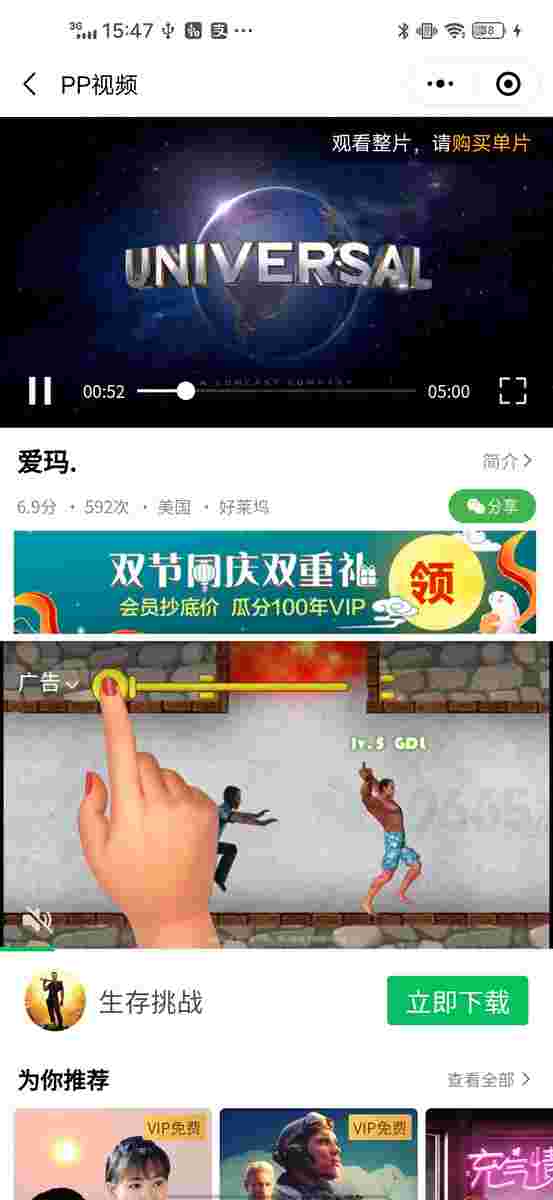 3G 15:47 58
PP视频
观看整片，请购买单片
UNIVERSAL
A COMCAST COMPANY
00:52 05:00
爱玛. 简介
6.9分 · 592次 · 美国 · 好莱坞 分享
双节同庆双重礼 领
会员抄底价 瓜分100年VIP
广告
lv.5 GDL
生存挑战 立即下载
为你推荐 查看全部
VIP免费 VIP免费